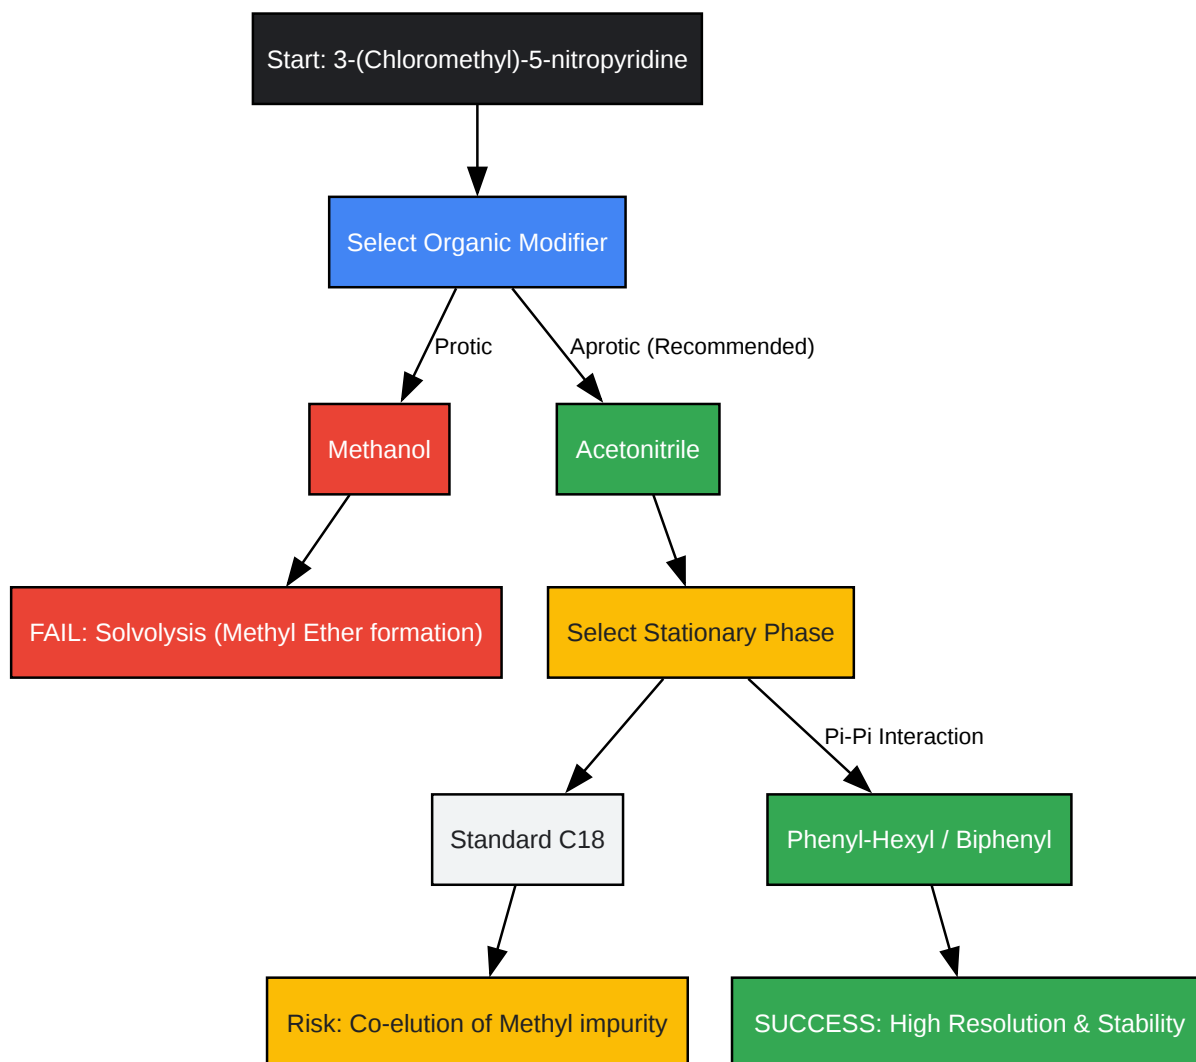 Start: 3-(Chloromethyl)-5-nitropyridine
Select Organic Modifier
Protic
Aprotic (Recommended)
Methanol
Acetonitrile
FAIL: Solvolysis (Methyl Ether formation)
Select Stationary Phase
Pi-Pi Interaction
Standard C18
Phenyl-Hexyl / Biphenyl
Risk: Co-elution of Methyl impurity
SUCCESS: High Resolution & Stability